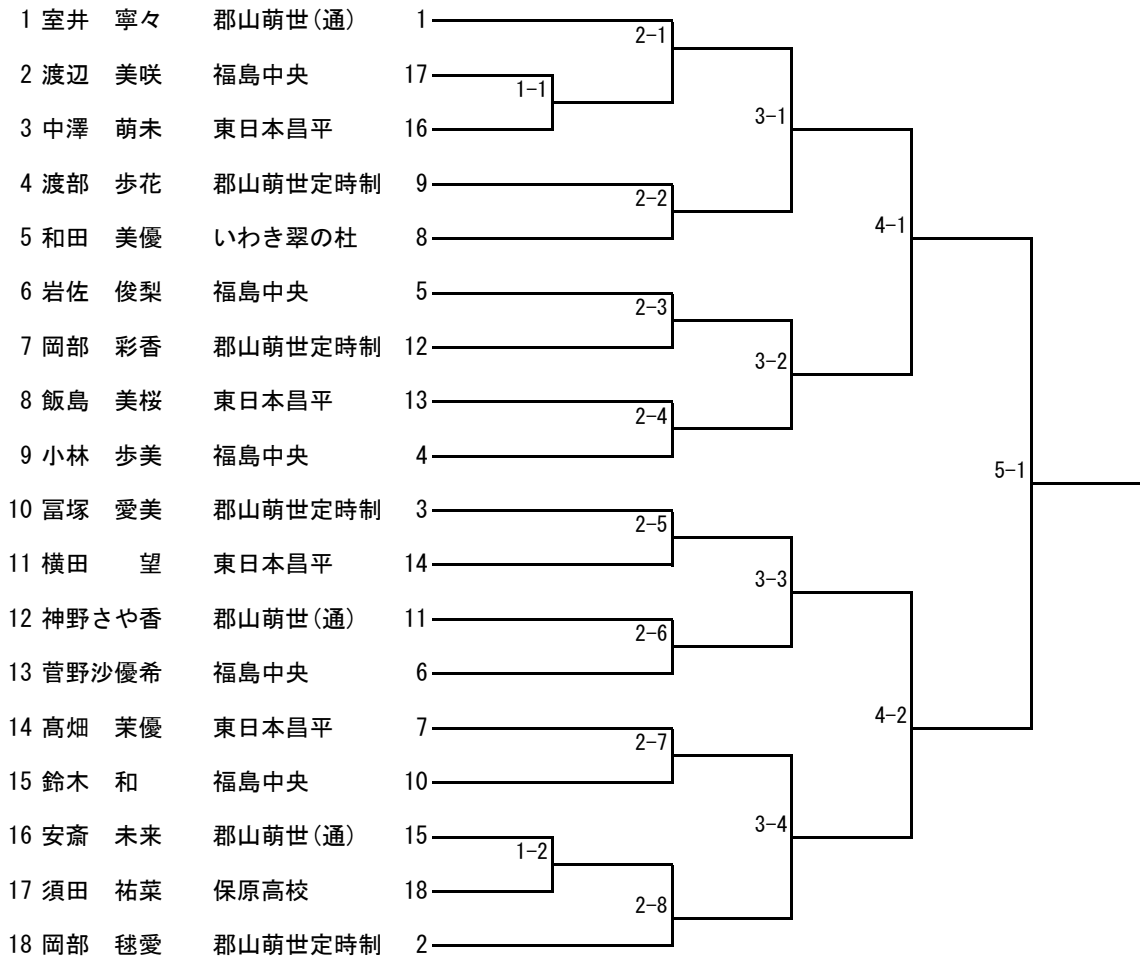 1 室井　寧々　郡山萌世(通)　1
2-1
2 渡辺　美咲　福島中央　17
1-1
3-1
3 中澤　萌未　東日本昌平　16
4 渡部　歩花　郡山萌世定時制　9
2-2
4-1
5 和田　美優　いわき翠の杜　8
6 岩佐　俊梨　福島中央　5
2-3
7 岡部　彩香　郡山萌世定時制　12
3-2
8 飯島　美桜　東日本昌平　13
2-4
9 小林　歩美　福島中央　4
5-1
10 冨塚　愛美　郡山萌世定時制　3
2-5
11 横田　望　東日本昌平　14
3-3
12 神野さや香　郡山萌世(通)　11
2-6
13 菅野沙優希　福島中央　6
4-2
14 髙畑　茉優　東日本昌平　7
2-7
15 鈴木　和　福島中央　10
3-4
16 安斎　未来　郡山萌世(通)　15
1-2
17 須田　祐菜　保原高校　18
2-8
18 岡部　毬愛　郡山萌世定時制　2